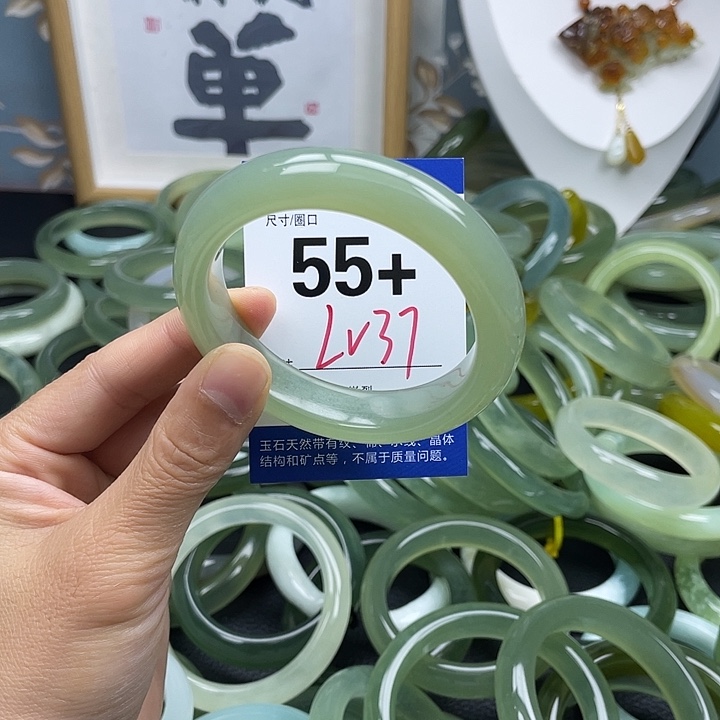 单
尺寸/圈口
55+
LV37
玉石天然带有纹、棉、水线、晶体
结构和矿点等，不属于质量问题。